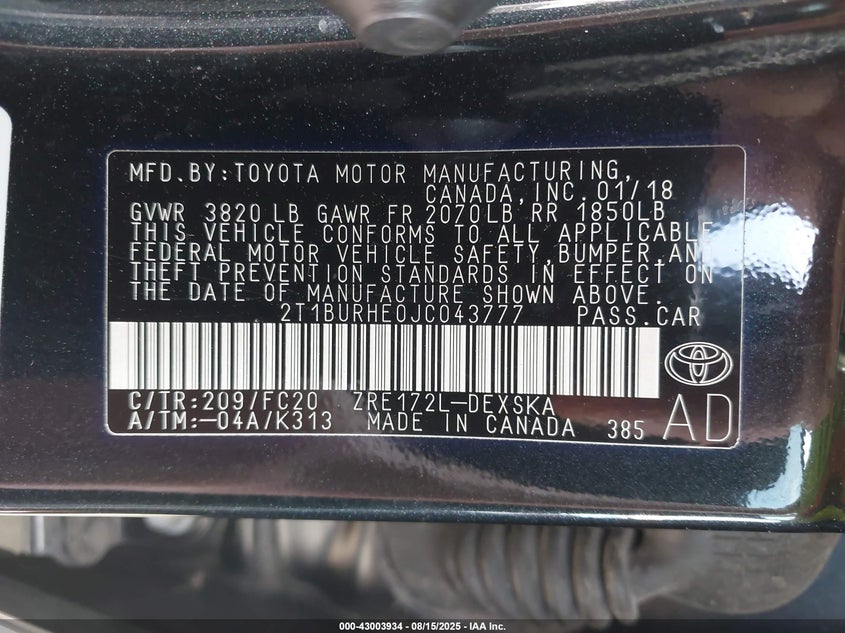 MFD.BY:TOYOTA MOTOR MANUFACTURING,
CANADA,INC. 01/18
GVWR 3820 LB GAWR FR 2070LB RR 1850LB
THIS VEHICLE CONFORMS TO ALL APPLICABLE
FEDERAL MOTOR VEHICLE SAFETY,BUMPER,AND
THEFT PREVENTION STANDARDS IN EFFECT ON
THE DATE OF MANUFACTURE SHOWN ABOVE.
2T1BURHE0JC043777 PASS.CAR
C/TR:209/FC20 ZRE172L-DEXSKA
A/TM:-04A/K313 MADE IN CANADA 385 AD
000-43003934 - 08/15/2025 - IAA Inc.